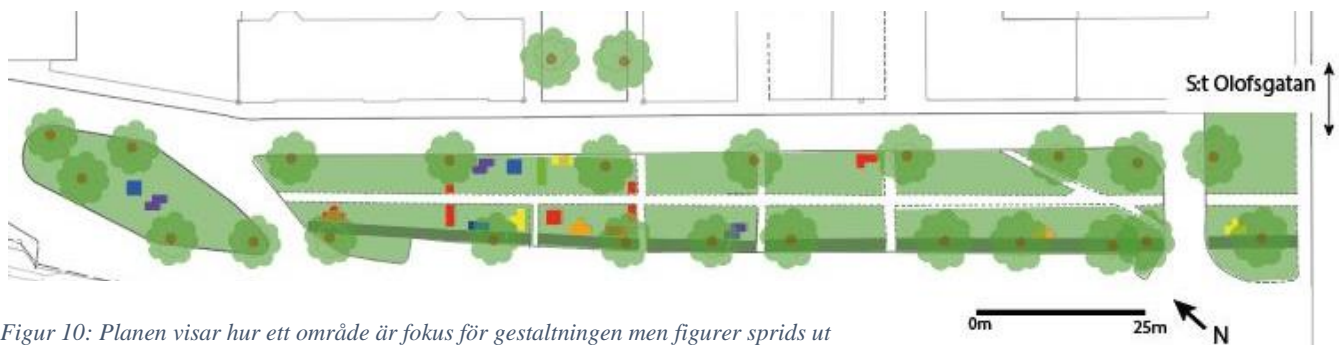 S:t Olofsgatan
0m 25m N
Figur 10: Planen visar hur ett område är fokus för gestaltningen men figurer sprids ut